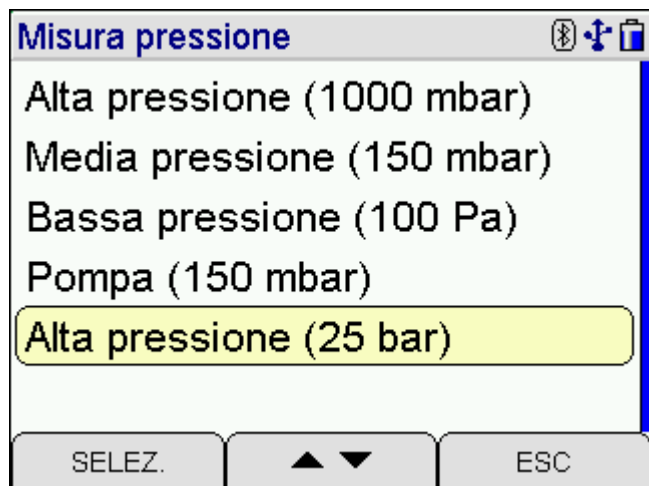 Misura pressione
Alta pressione (1000 mbar)
Media pressione (150 mbar)
Bassa pressione (100 Pa)
Pompa (150 mbar)
Alta pressione (25 bar)
SELEZ. ▲ ▼ ESC